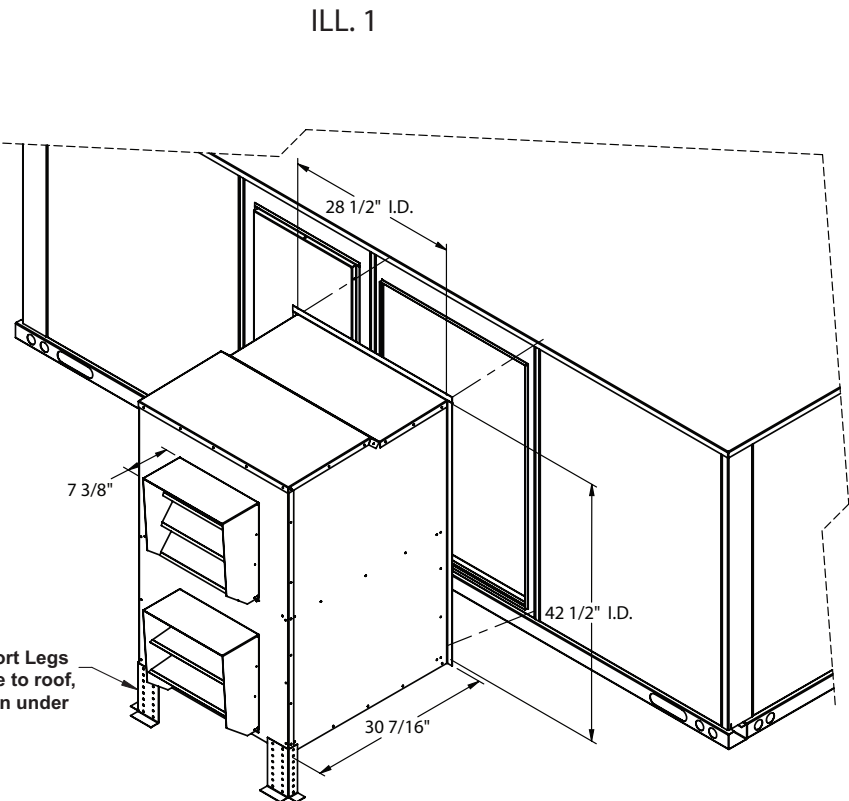 ILL. 1
28 1/2" I.D.
7 3/8"
42 1/2" I.D.
ort Legs
e to roof,
n under
30 7/16"